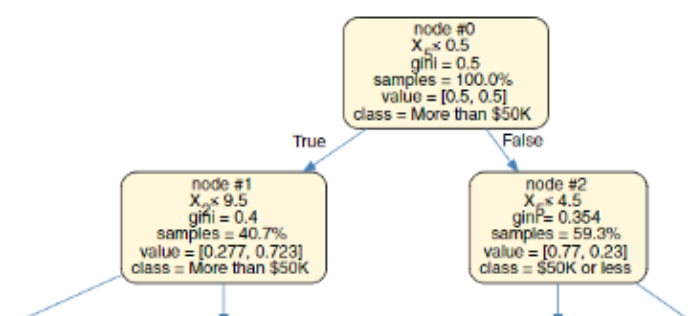 node #0
X₅ ≤ 0.5
gini = 0.5
samples = 100.0%
value = [0.5, 0.5]
class = More than $50K
True
False
node #1
X₂ ≤ 9.5
gini = 0.4
samples = 40.7%
value = [0.277, 0.723]
class = More than $50K
node #2
≤ 4.5
gini = 0.354
samples = 59.3%
value = [0.77, 0.23]
class = $50K or less